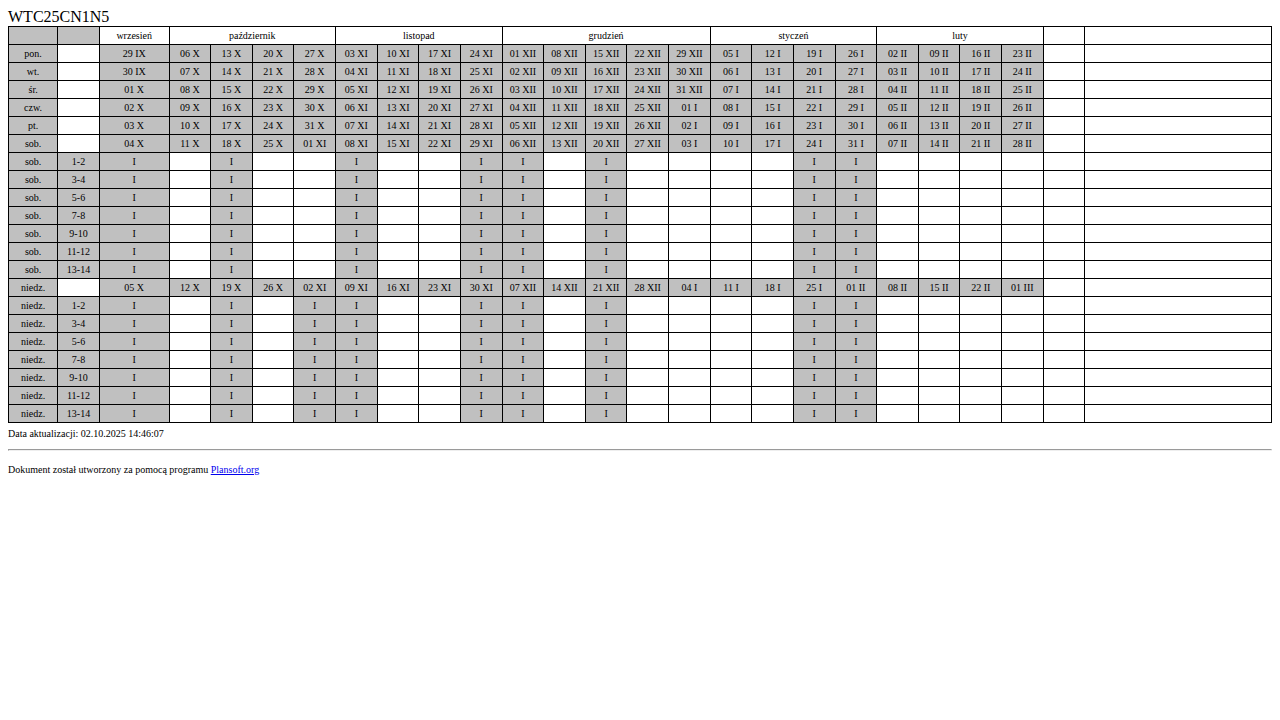 WTC25CN1N5
wrzesień październik listopad grudzień styczeń luty
pon. 29 IX 06 X 13 X 20 X 27 X 03 XI 10 XI 17 XI 24 XI 01 XII 08 XII 15 XII 22 XII 29 XII 05 I 12 I 19 I 26 I 02 II 09 II 16 II 23 II
wt. 30 IX 07 X 14 X 21 X 28 X 04 XI 11 XI 18 XI 25 XI 02 XII 09 XII 16 XII 23 XII 30 XII 06 I 13 I 20 I 27 I 03 II 10 II 17 II 24 II
śr. 01 X 08 X 15 X 22 X 29 X 05 XI 12 XI 19 XI 26 XI 03 XII 10 XII 17 XII 24 XII 31 XII 07 I 14 I 21 I 28 I 04 II 11 II 18 II 25 II
czw. 02 X 09 X 16 X 23 X 30 X 06 XI 13 XI 20 XI 27 XI 04 XII 11 XII 18 XII 25 XII 01 I 08 I 15 I 22 I 29 I 05 II 12 II 19 II 26 II
pt. 03 X 10 X 17 X 24 X 31 X 07 XI 14 XI 21 XI 28 XI 05 XII 12 XII 19 XII 26 XII 02 I 09 I 16 I 23 I 30 I 06 II 13 II 20 II 27 II
sob. 04 X 11 X 18 X 25 X 01 XI 08 XI 15 XI 22 XI 29 XI 06 XII 13 XII 20 XII 27 XII 03 I 10 I 17 I 24 I 31 I 07 II 14 II 21 II 28 II
sob. 1-2 I I I I I I I I
sob. 3-4 I I I I I I I I
sob. 5-6 I I I I I I I I
sob. 7-8 I I I I I I I I
sob. 9-10 I I I I I I I I
sob. 11-12 I I I I I I I I
sob. 13-14 I I I I I I I I
niedz. 05 X 12 X 19 X 26 X 02 XI 09 XI 16 XI 23 XI 30 XI 07 XII 14 XII 21 XII 28 XII 04 I 11 I 18 I 25 I 01 II 08 II 15 II 22 II 01 III
niedz. 1-2 I I I I I I I I I
niedz. 3-4 I I I I I I I I I
niedz. 5-6 I I I I I I I I I
niedz. 7-8 I I I I I I I I I
niedz. 9-10 I I I I I I I I I
niedz. 11-12 I I I I I I I I I
niedz. 13-14 I I I I I I I I I
Data aktualizacji: 02.10.2025 14:46:07
Dokument został utworzony za pomocą programu Plansoft.org